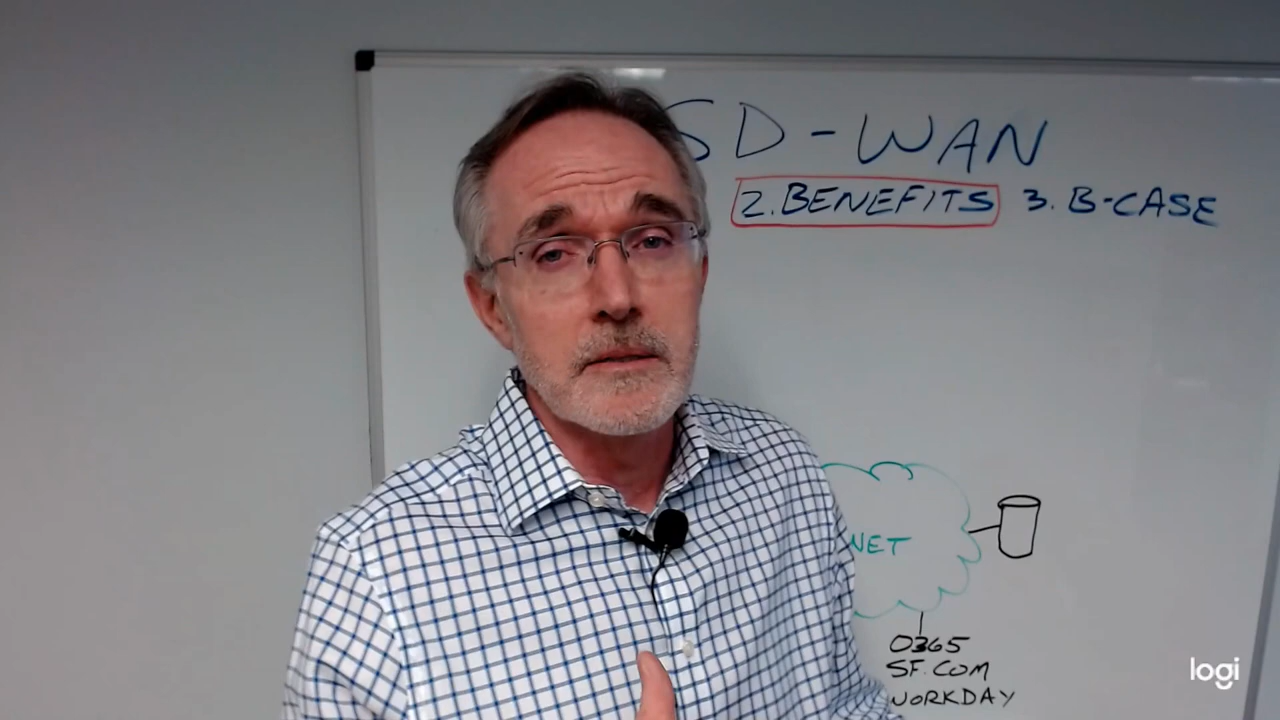 SD-WAN
2. BENEFITS 3. B-CASE
NET
O365
SF.COM
WORKDAY
logi